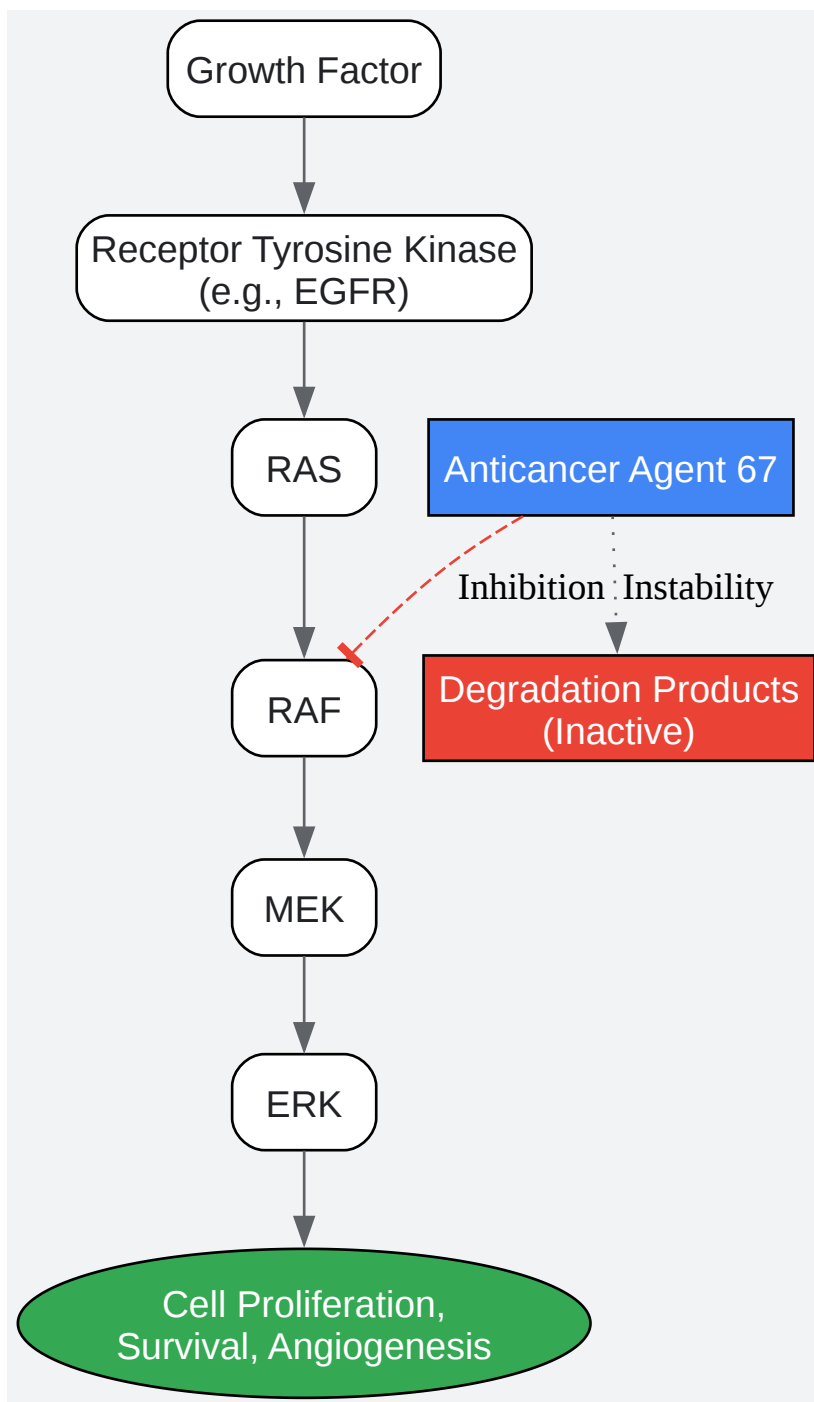 Growth Factor
Receptor Tyrosine Kinase
(e.g., EGFR)
RAS
Anticancer Agent 67
Inhibition
Instability
RAF
Degradation Products
(Inactive)
MEK
ERK
Cell Proliferation,
Survival, Angiogenesis